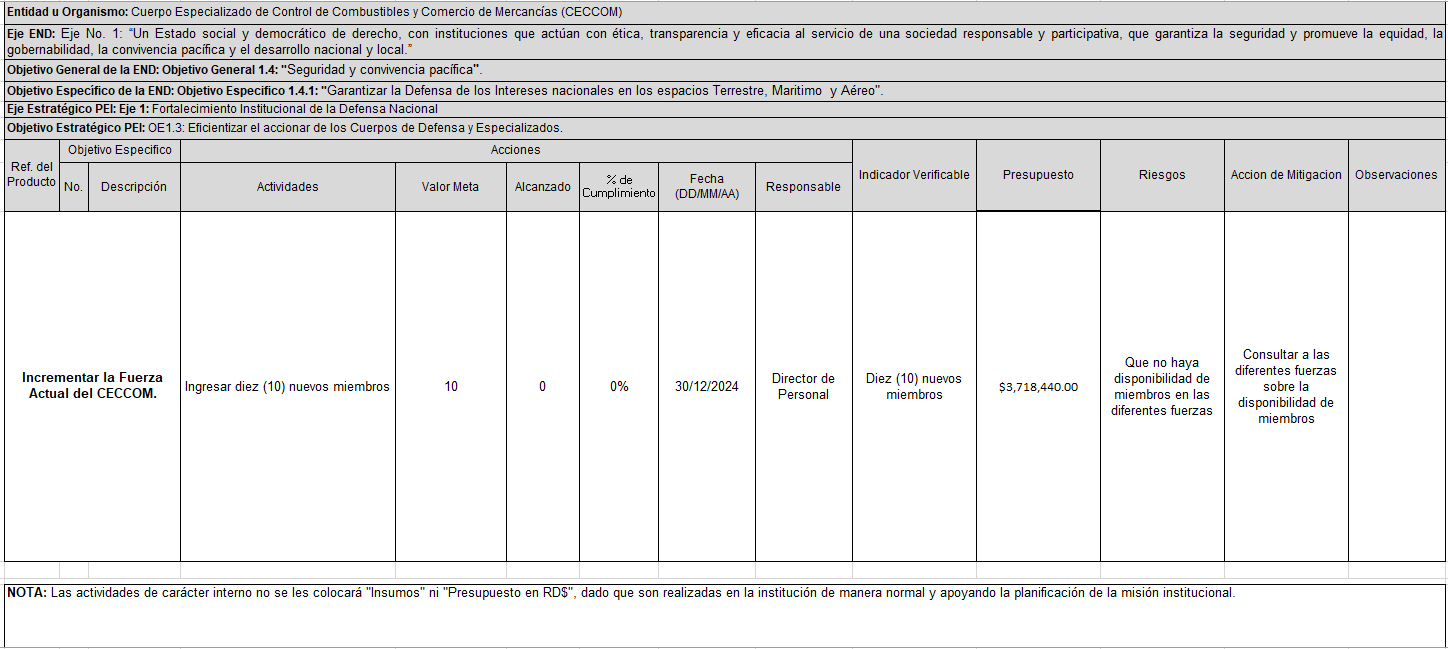 Entidad u Organismo: Cuerpo Especializado de Control de Combustibles y Comercio de Mercancías (CECCOM)
Eje END: Eje No. 1: “Un Estado social y democrático de derecho, con instituciones que actúan con ética, transparencia y eficacia al servicio de una sociedad responsable y participativa, que garantiza la seguridad y promueve la equidad, la
gobernabilidad, la convivencia pacífica y el desarrollo nacional y local.”
Objetivo General de la END: Objetivo General 1.4: "Seguridad y convivencia pacífica".
Objetivo Específico de la END: Objetivo Especifico 1.4.1: "Garantizar la Defensa de los Intereses nacionales en los espacios Terrestre, Maritimo  y Aéreo".
Eje Estratégico PEI: Eje 1: Fortalecimiento Institucional de la Defensa Nacional
Objetivo Estratégico PEI: OE1.3: Eficientizar el accionar de los Cuerpos de Defensa y Especializados.
Ref. del
Producto
Objetivo Especifico
No.
Descripción
Acciones
Actividades
Valor Meta
Alcanzado
% de
Cumplimiento
Fecha
(DD/MM/AA)
Responsable
Indicador Verificable
Presupuesto
Riesgos
Accion de Mitigacion
Observaciones
Incrementar la Fuerza
Actual del CECCOM.
Ingresar diez (10) nuevos miembros
10
0
0%
30/12/2024
Director de
Personal
Diez (10) nuevos
miembros
$3,718,440.00
Que no haya
disponibilidad de
miembros en las
diferentes fuerzas
Consultar a las
diferentes fuerzas
sobre la
disponibilidad de
miembros
NOTA: Las actividades de carácter interno no se les colocará "Insumos" ni "Presupuesto en RD$", dado que son realizadas en la institución de manera normal y apoyando la planificación de la misión institucional.